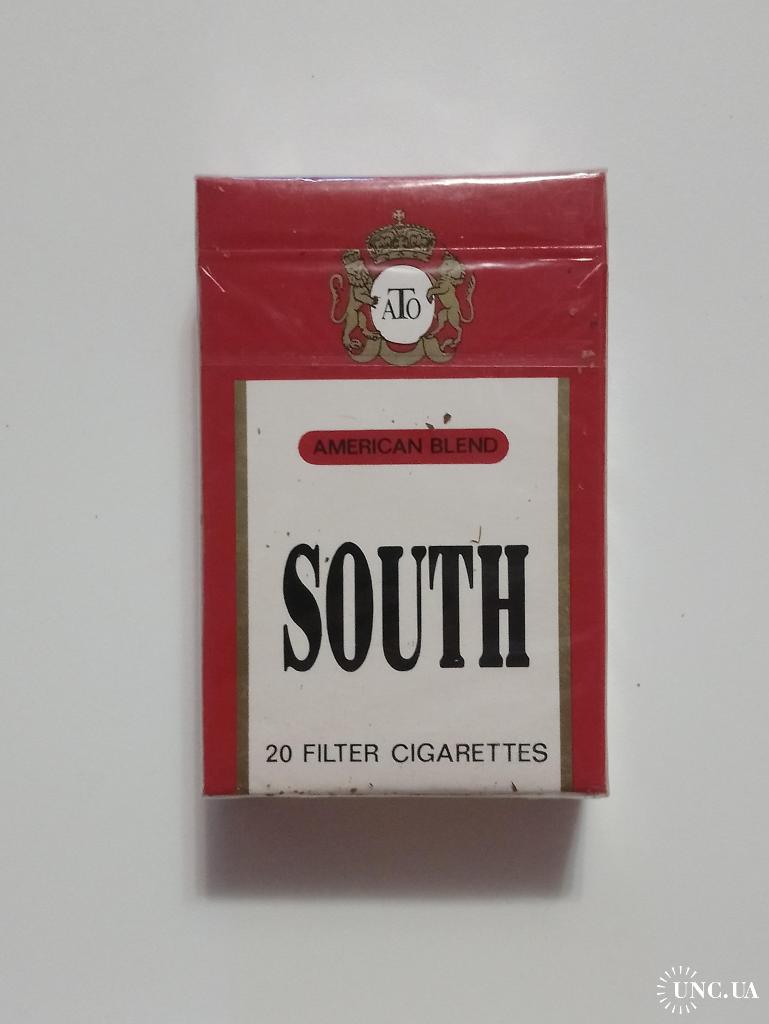 ATO
AMERICAN BLEND
SOUTH
20 FILTER CIGARETTES
UNC.UA